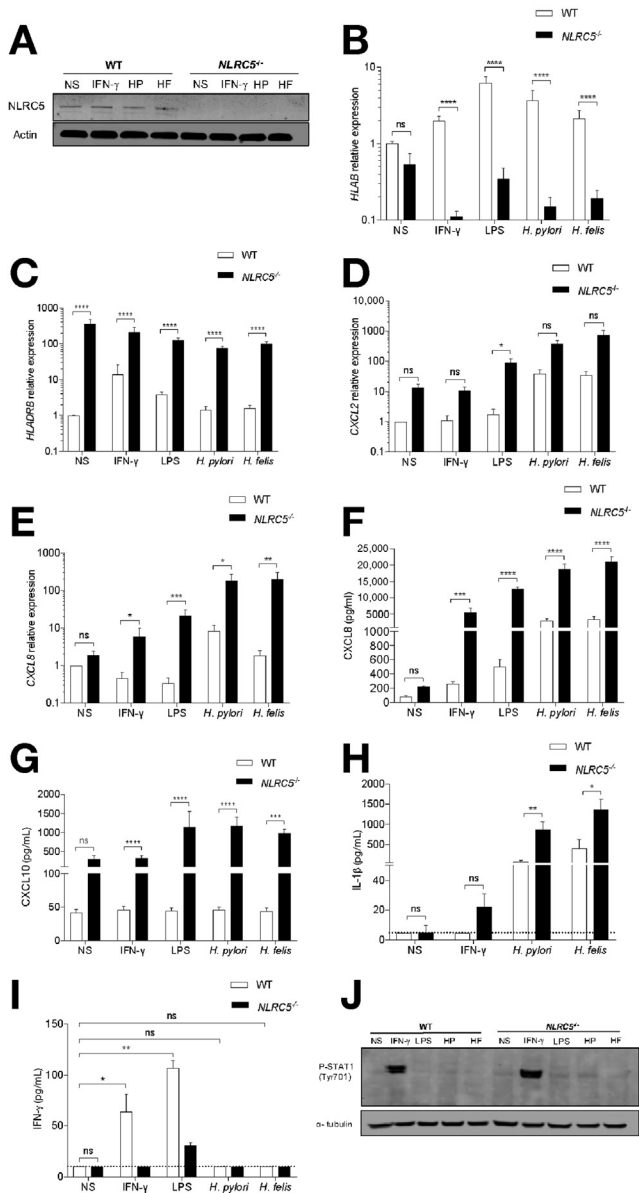 A
WT NLRC5-/-
NS IFN-γ HP HF NS IFN-γ HP HF
NLRC5
Actin
B
WT
NLRC5-/-
HLAB relative expression
10
1
0.1
ns **** **** **** ****
NS IFN-γ LPS H. pylori H. felis
C
WT
NLRC5-/-
HLADRB relative expression
1000
100
10
1
0.1
**** **** **** **** ****
NS IFN-γ LPS H. pylori H. felis
D
WT
NLRC5-/-
CXCL2 relative expression
10,000
1000
100
10
1
0.1
ns ns * ns ns
NS IFN-γ LPS H. pylori H. felis
E
WT
NLRC5-/-
CXCL8 relative expression
1000
100
10
1
0.1
ns * *** * **
NS IFN-γ LPS H. pylori H. felis
F
WT
NLRC5-/-
CXCL8 (pg/ml)
25,000
20,000
15,000
10,000
5000
1000
800
600
400
200
ns *** **** **** ****
NS IFN-γ LPS H. pylori H. felis
G
WT
NLRC5-/-
CXCL10 (pg/mL)
2000
1500
1000
500
100
50
0
ns **** **** **** ***
NS IFN-γ LPS H. pylori H. felis
H
WT
NLRC5-/-
IL-1β (pg/mL)
2000
1500
1000
500
40
20
0
ns ns ** *
NS IFN-γ H. pylori H. felis
I
WT
NLRC5-/-
IFN-γ (pg/mL)
150
100
50
0
ns
ns
**
*
ns
NS IFN-γ LPS H. pylori H. felis
J
WT NLRC5-/-
NS IFN-γ LPS HP HF NS IFN-γ LPS HP HF
P-STAT1
(Tyr701)
α- tubulin